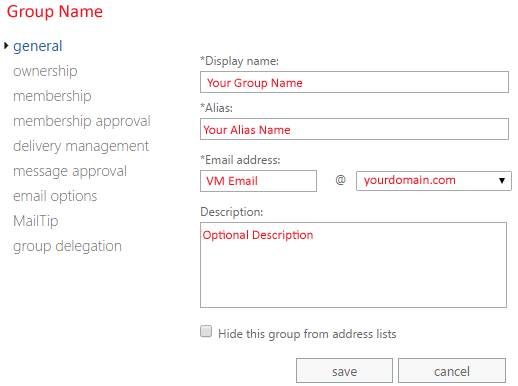 Group Name
general
ownership
membership
membership approval
delivery management
message approval
email options
MailTip
group delegation
*Display name:
Your Group Name
*Alias:
Your Alias Name
*Email address:
VM Email @ yourdomain.com
Description:
Optional Description
Hide this group from address lists
save cancel